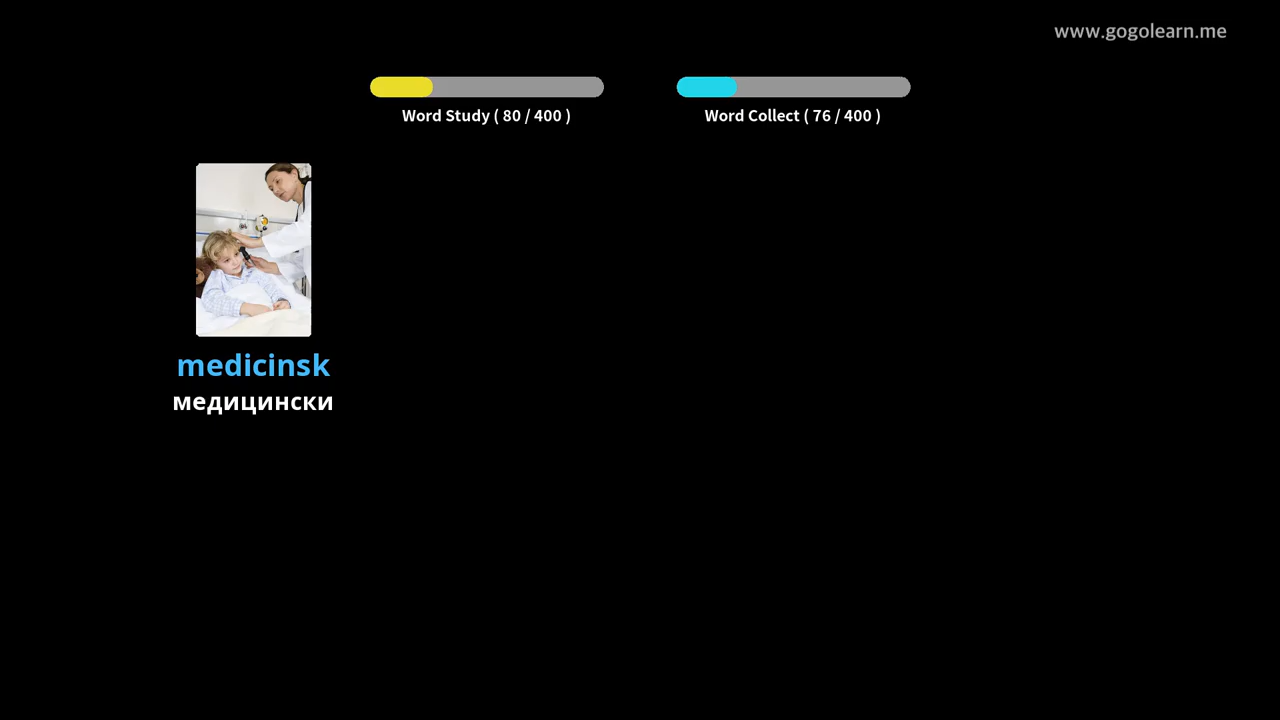 www.gogolearn.me
Word Study ( 80 / 400 )
Word Collect ( 76 / 400 )
medicinsk
медицински